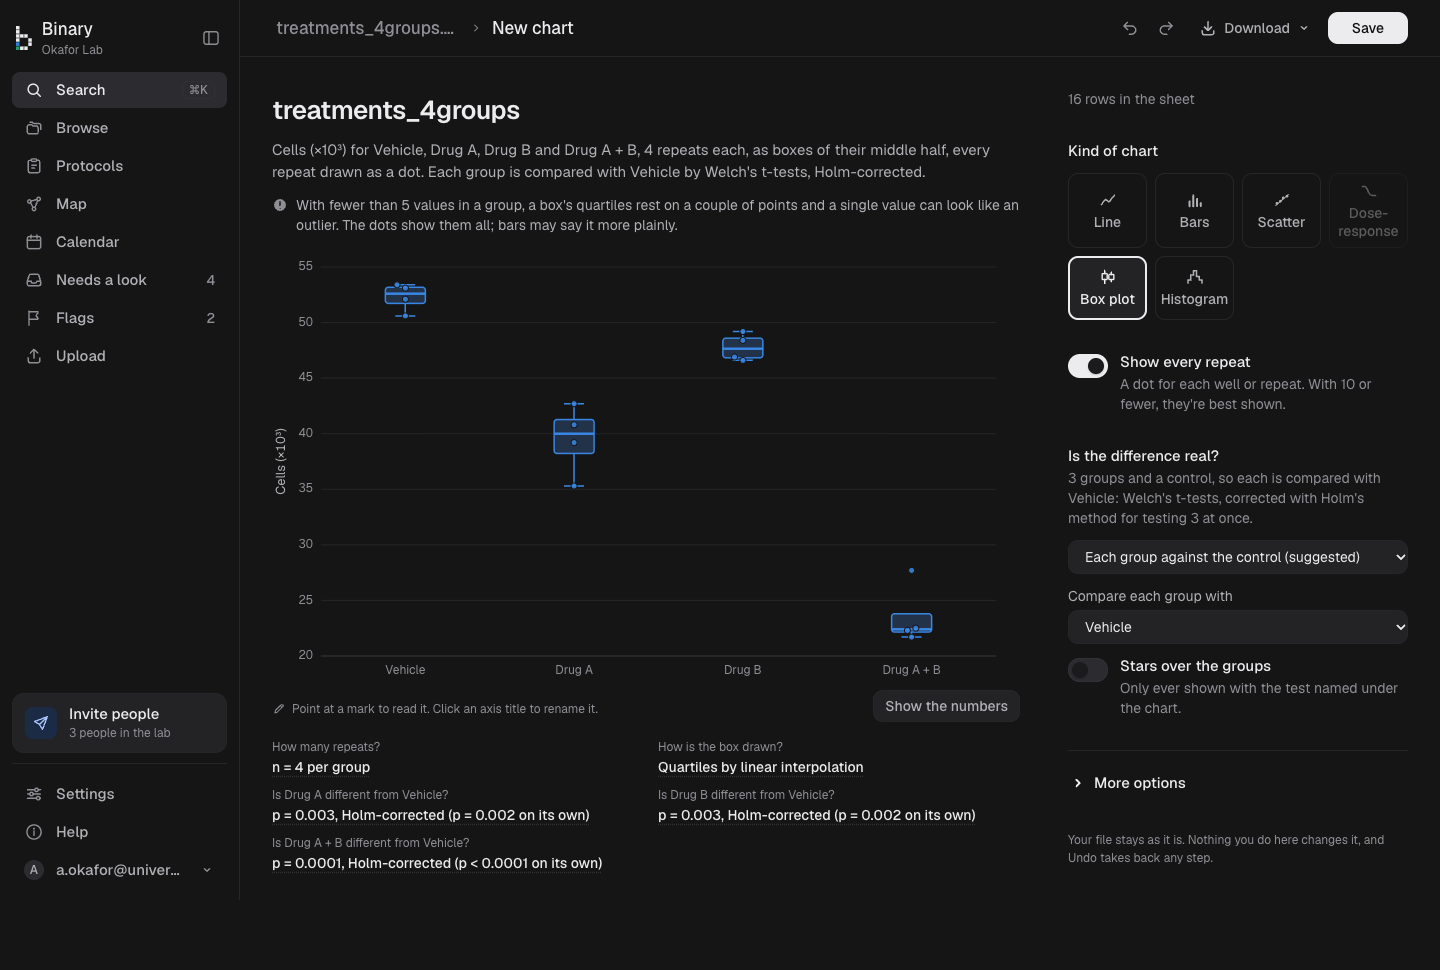 Binary
Okafor Lab
Search
⌘K
Browse
Protocols
Map
Calendar
Needs a look
4
Flags
2
Upload
Invite people
3 people in the lab
Settings
Help
A
a.okafor@univer...
treatments_4groups....
New chart
Download
Save
treatments_4groups
Cells (×10³) for Vehicle, Drug A, Drug B and Drug A + B, 4 repeats each, as boxes of their middle half, every
repeat drawn as a dot. Each group is compared with Vehicle by Welch's t-tests, Holm-corrected.
With fewer than 5 values in a group, a box's quartiles rest on a couple of points and a single value can look like an
outlier. The dots show them all; bars may say it more plainly.
55
50
45
40
35
30
25
20
Cells (×10³)
Vehicle
Drug A
Drug B
Drug A + B
Point at a mark to read it. Click an axis title to rename it.
Show the numbers
How many repeats?
n = 4 per group
How is the box drawn?
Quartiles by linear interpolation
Is Drug A different from Vehicle?
p = 0.003, Holm-corrected (p = 0.002 on its own)
Is Drug B different from Vehicle?
p = 0.003, Holm-corrected (p = 0.002 on its own)
Is Drug A + B different from Vehicle?
p = 0.0001, Holm-corrected (p < 0.0001 on its own)
16 rows in the sheet
Kind of chart
Line
Bars
Scatter
Dose-
response
Box plot
Histogram
Show every repeat
A dot for each well or repeat. With 10 or
fewer, they're best shown.
Is the difference real?
3 groups and a control, so each is compared with
Vehicle: Welch's t-tests, corrected with Holm's
method for testing 3 at once.
Each group against the control (suggested)
Compare each group with
Vehicle
Stars over the groups
Only ever shown with the test named under
the chart.
More options
Your file stays as it is. Nothing you do here changes it, and
Undo takes back any step.